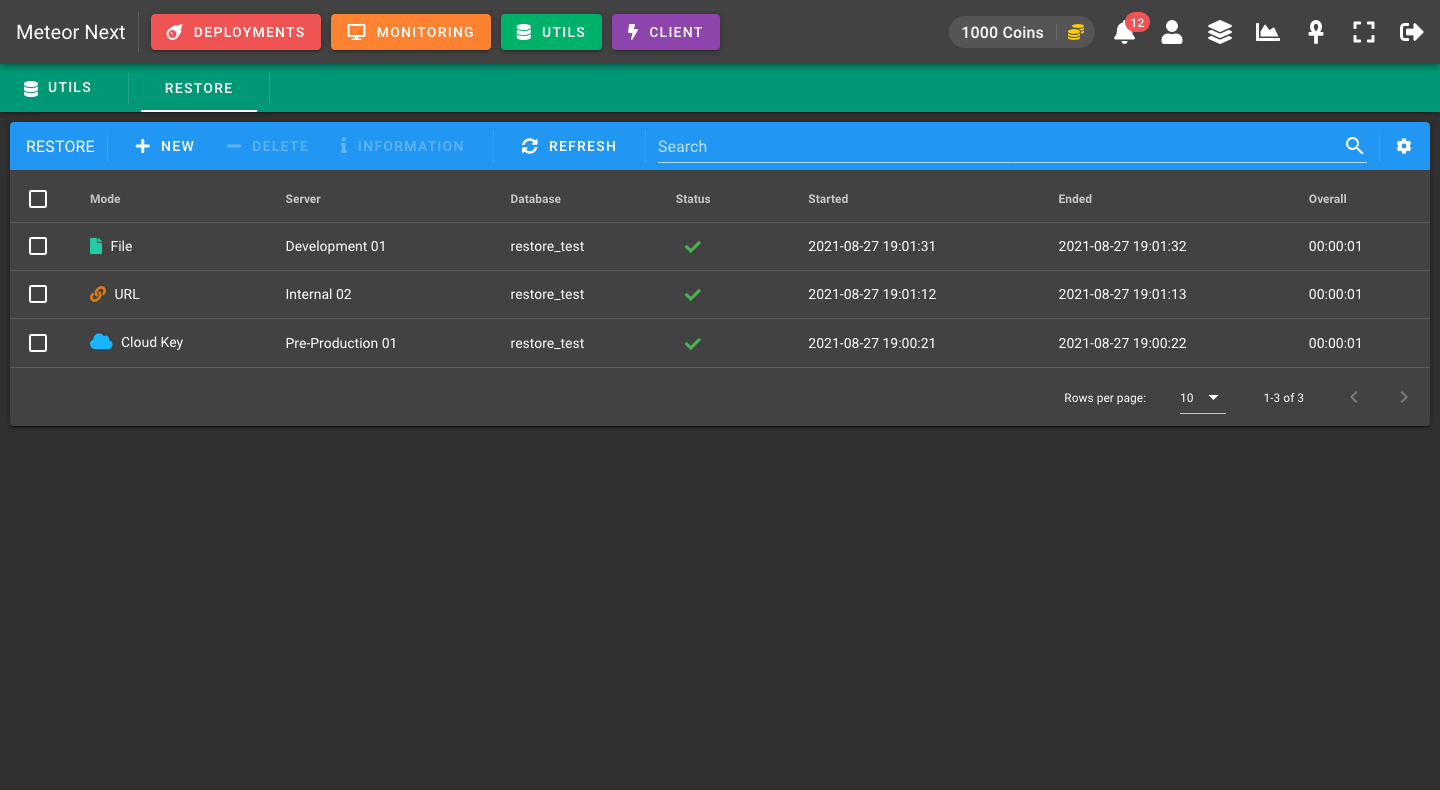 Meteor Next DEPLOYMENTS MONITORING UTILS CLIENT 1000 Coins 12
UTILS RESTORE
RESTORE NEW DELETE INFORMATION REFRESH Search
Mode Server Database Status Started Ended Overall
File Development 01 restore_test 2021-08-27 19:01:31 2021-08-27 19:01:32 00:00:01
URL Internal 02 restore_test 2021-08-27 19:01:12 2021-08-27 19:01:13 00:00:01
Cloud Key Pre-Production 01 restore_test 2021-08-27 19:00:21 2021-08-27 19:00:22 00:00:01
Rows per page: 10 1-3 of 3